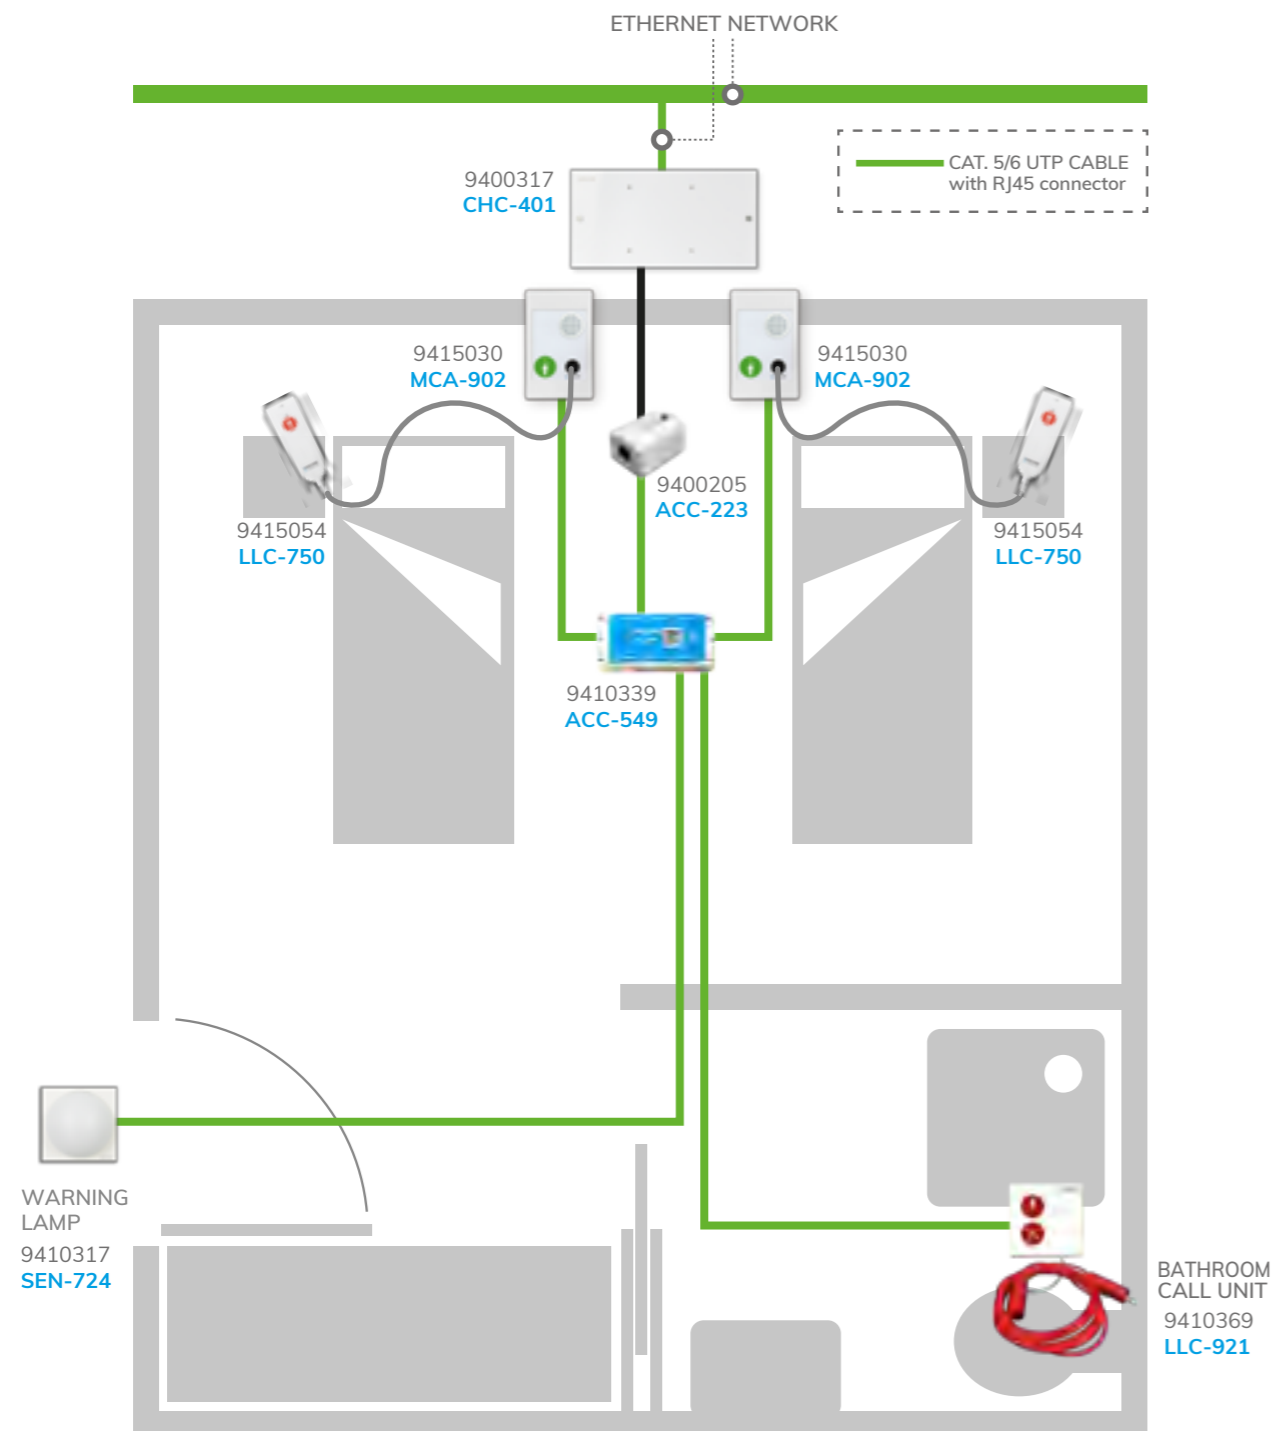 ETHERNET NETWORK
CAT. 5/6 UTP CABLE
with RJ45 connector
9400317
CHC-401
9415030
MCA-902
9415030
MCA-902
9400205
ACC-223
9415054
LLC-750
9415054
LLC-750
9410339
ACC-549
WARNING
LAMP
9410317
SEN-724
BATHROOM
CALL UNIT
9410369
LLC-921